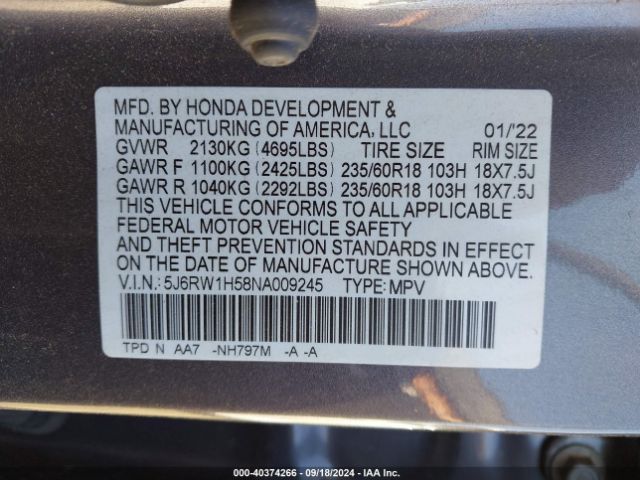 MFD. BY HONDA DEVELOPMENT &
MANUFACTURING OF AMERICA, LLC 01/'22
GVWR 2130KG (4695LBS) TIRE SIZE RIM SIZE
GAWR F 1100KG (2425LBS) 235/60R18 103H 18X7.5J
GAWR R 1040KG (2292LBS) 235/60R18 103H 18X7.5J
THIS VEHICLE CONFORMS TO ALL APPLICABLE
FEDERAL MOTOR VEHICLE SAFETY
AND THEFT PREVENTION STANDARDS IN EFFECT
ON THE DATE OF MANUFACTURE SHOWN ABOVE.
V.I.N.: 5J6RW1H58NA009245 TYPE: MPV
TPD N AA7 -NH797M -A -A
000-40374266 - 09/18/2024 - IAA Inc.